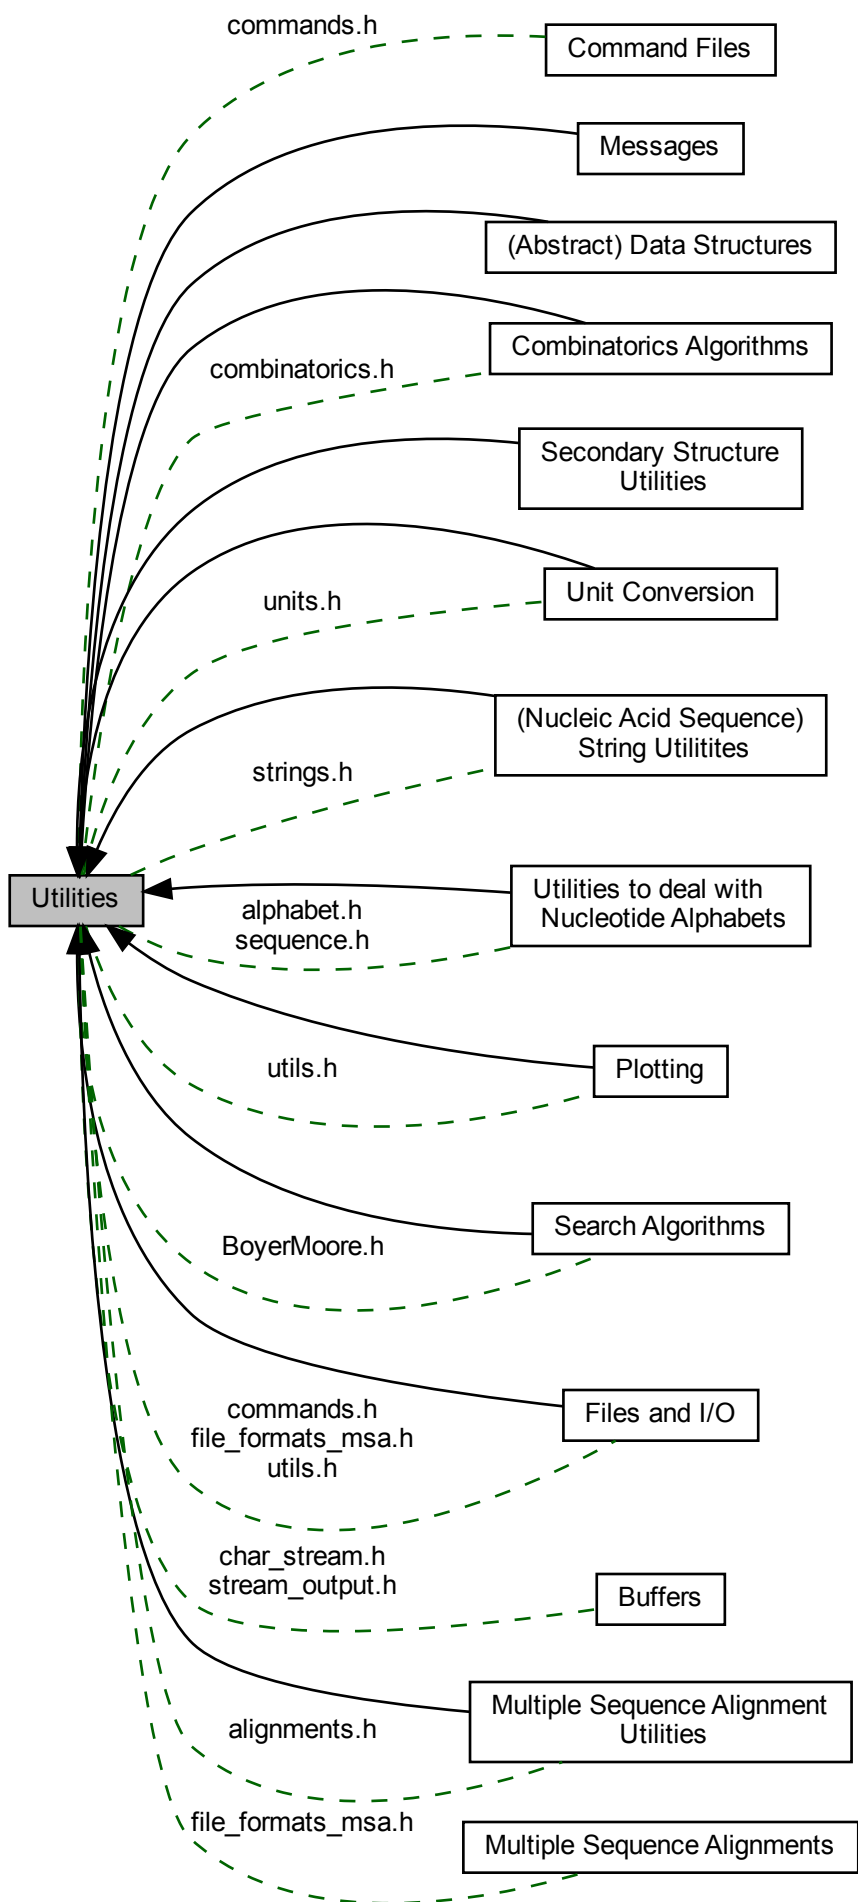 commands.h
Command Files
Messages
(Abstract) Data Structures
Combinatorics Algorithms
combinatorics.h
Secondary Structure
Utilities
Unit Conversion
units.h
(Nucleic Acid Sequence)
String Utilitites
strings.h
Utilities
Utilities to deal with
Nucleotide Alphabets
alphabet.h
sequence.h
Plotting
utils.h
Search Algorithms
BoyerMoore.h
Files and I/O
commands.h
file_formats_msa.h
utils.h
char_stream.h
stream_output.h
Buffers
Multiple Sequence Alignment
Utilities
alignments.h
file_formats_msa.h
Multiple Sequence Alignments